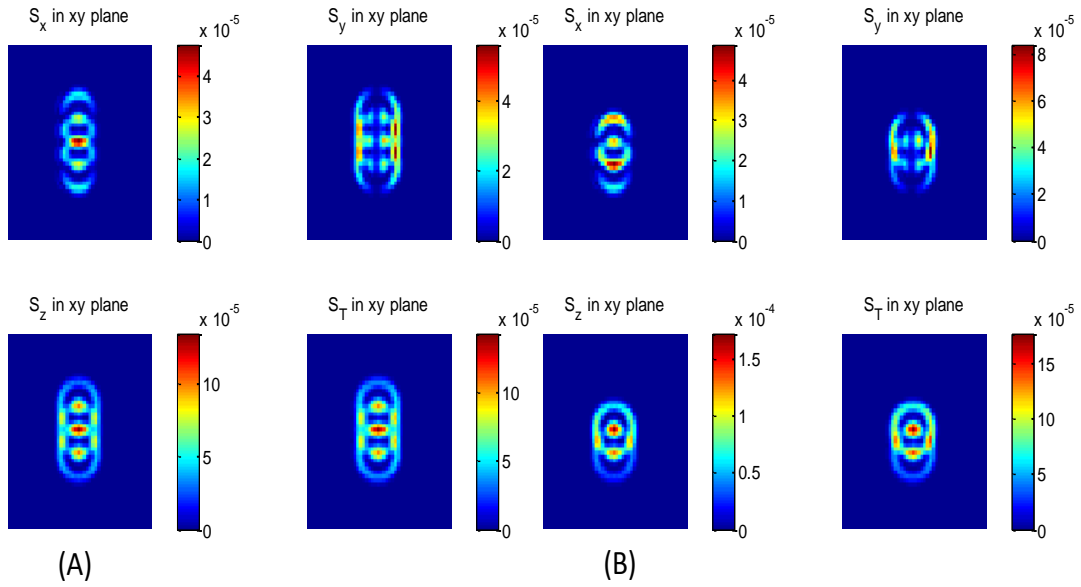 S_x in xy plane
x 10^-5
4
3
2
1
0
S_y in xy plane
x 10^-5
4
2
0
S_x in xy plane
x 10^-5
4
3
2
1
0
S_y in xy plane
x 10^-5
8
6
4
2
0
S_z in xy plane
x 10^-5
10
5
0
S_T in xy plane
x 10^-5
10
5
0
S_z in xy plane
x 10^-4
1.5
1
0.5
0
S_T in xy plane
x 10^-5
15
10
5
0
(A)
(B)